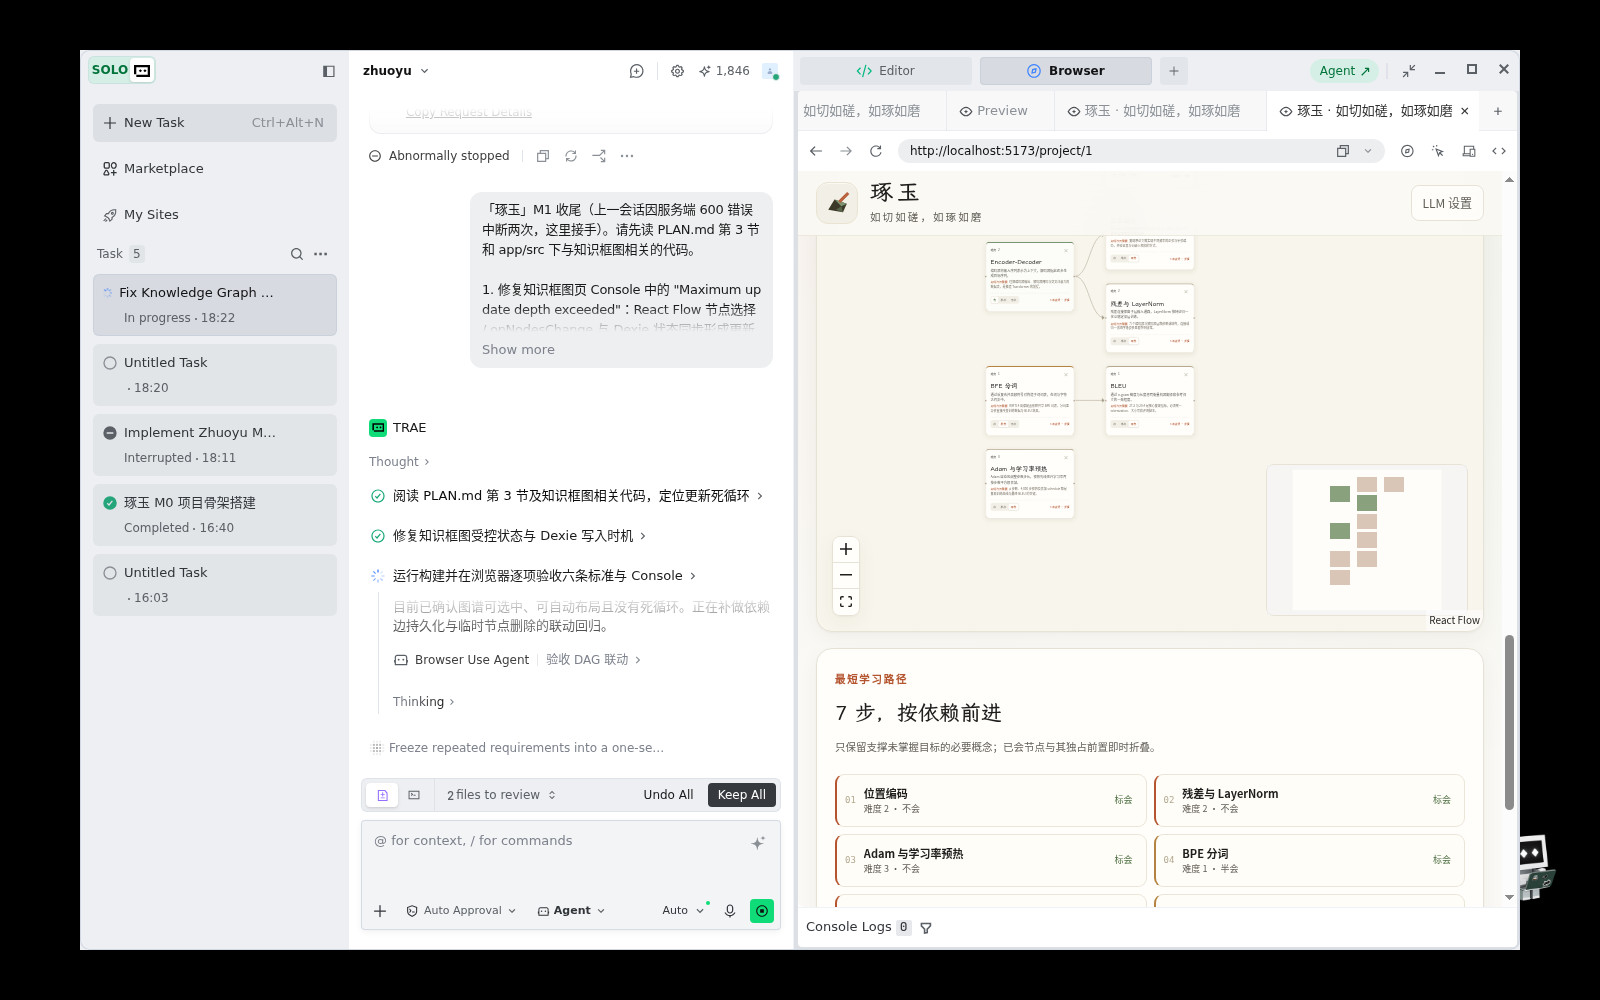 SOLO
New Task Ctrl+Alt+N
Marketplace
My Sites
Task 5
Fix Knowledge Graph ...
In progress · 18:22
Untitled Task
· 18:20
Implement Zhuoyu M...
Interrupted · 18:11
琢玉 M0 项目骨架搭建
Completed · 16:40
Untitled Task
· 16:03
zhuoyu
1,846
Copy Request Details
Abnormally stopped
「琢玉」M1 收尾（上一会话因服务端 600 错误
中断两次，这里接手）。请先读 PLAN.md 第 3 节
和 app/src 下与知识框图相关的代码。
1. 修复知识框图页 Console 中的 "Maximum up
date depth exceeded"：React Flow 节点选择
/ onNodesChange 与 Dexie 状态同步形成更新
Show more
TRAE
Thought
阅读 PLAN.md 第 3 节及知识框图相关代码，定位更新死循环
修复知识框图受控状态与 Dexie 写入时机
运行构建并在浏览器逐项验收六条标准与 Console
目前已确认图谱可选中、可自动布局且没有死循环。正在补做依赖
边持久化与临时节点删除的联动回归。
Browser Use Agent 验收 DAG 联动
Thinking
Freeze repeated requirements into a one-se...
2 files to review
Undo All
Keep All
@ for context, / for commands
Auto Approval
Agent
Auto
Editor
Browser
Agent
如切如磋，如琢如磨
Preview
琢玉 · 如切如磋，如琢如磨
琢玉 · 如切如磋，如琢如磨
http://localhost:5173/project/1
琢玉
如切如磋，如琢如磨
LLM 设置
Encoder-Decoder
残差与 LayerNorm
BPE 分词
BLEU
Adam 与学习率预热
React Flow
最短学习路径
7 步，按依赖前进
只保留支撑未掌握目标的必要概念；已会节点与其独占前置即时折叠。
01 位置编码 标会
难度 2 · 不会
02 残差与 LayerNorm 标会
难度 2 · 不会
03 Adam 与学习率预热 标会
难度 3 · 不会
04 BPE 分词 标会
难度 1 · 半会
Console Logs 0